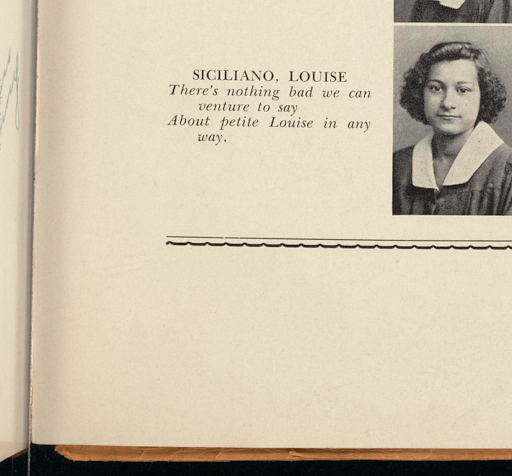 SICILIANO, LOUISE
There's nothing bad we can
venture to say
About petite Louise in any
way.